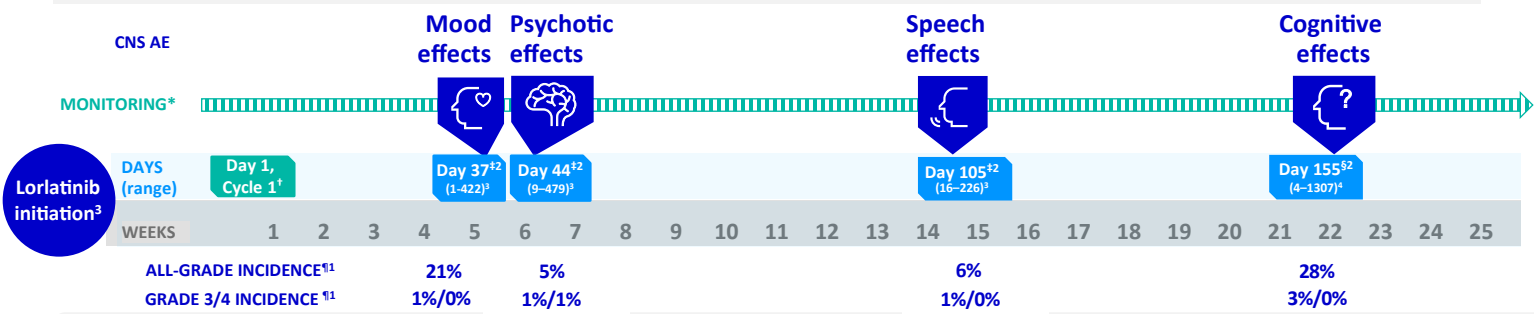 CNS AE
Mood effects
Psychotic effects
Speech effects
Cognitive effects
?
MONITORING*
Lorlatinib initiation³
DAYS (range)
Day 1, Cycle 1†
Day 37‡2 (1-422)³
Day 44‡2 (9–479)³
Day 105‡2 (16–226)³
Day 155§2 (4–1307)⁴
WEEKS 1 2 3 4 5 6 7 8 9 10 11 12 13 14 15 16 17 18 19 20 21 22 23 24 25
ALL-GRADE INCIDENCE¶1 21% 5% 6% 28%
GRADE 3/4 INCIDENCE ¶1 1%/0% 1%/1% 1%/0% 3%/0%